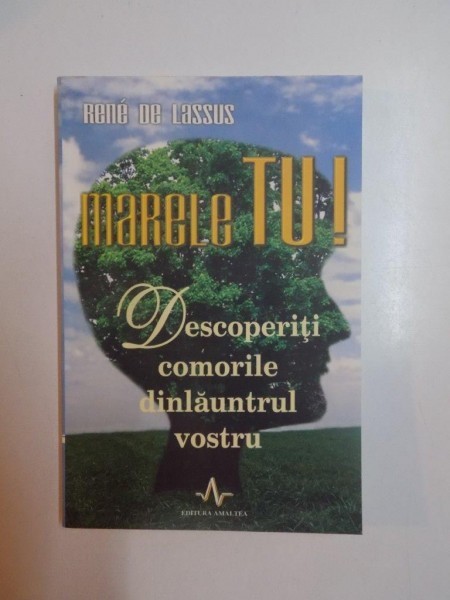 René de Lassus
Marele TU!
Descoperiţi
comorile
dinlăuntrul
vostru
EDITURA AMALTEA